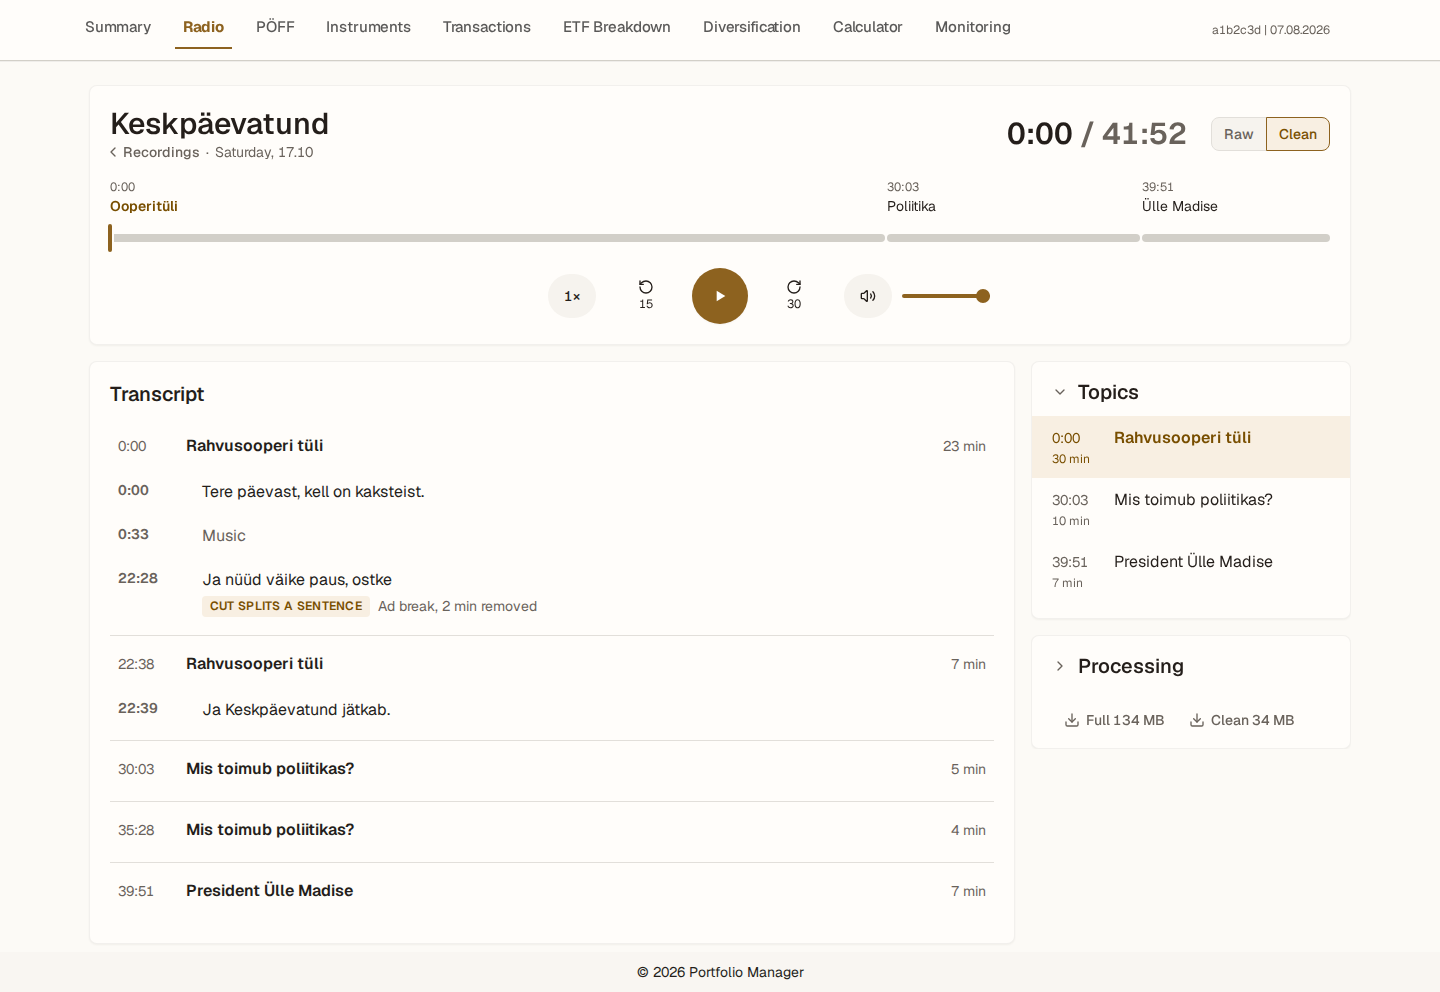 Summary Radio PÖFF Instruments Transactions ETF Breakdown Diversification Calculator Monitoring a1b2c3d | 07.08.2026
Keskpäevatund
Recordings · Saturday, 17.10
0:00 / 41:52
Raw Clean
0:00 30:03 39:51
Ooperitüli Poliitika Ülle Madise
1×
15
30
Transcript
0:00 Rahvusooperi tüli 23 min
0:00 Tere päevast, kell on kaksteist.
0:33 Music
22:28 Ja nüüd väike paus, ostke
CUT SPLITS A SENTENCE Ad break, 2 min removed
22:38 Rahvusooperi tüli 7 min
22:39 Ja Keskpäevatund jätkab.
30:03 Mis toimub poliitikas? 5 min
35:28 Mis toimub poliitikas? 4 min
39:51 President Ülle Madise 7 min
Topics
0:00 Rahvusooperi tüli
30 min
30:03 Mis toimub poliitikas?
10 min
39:51 President Ülle Madise
7 min
Processing
Full 134 MB Clean 34 MB
© 2026 Portfolio Manager